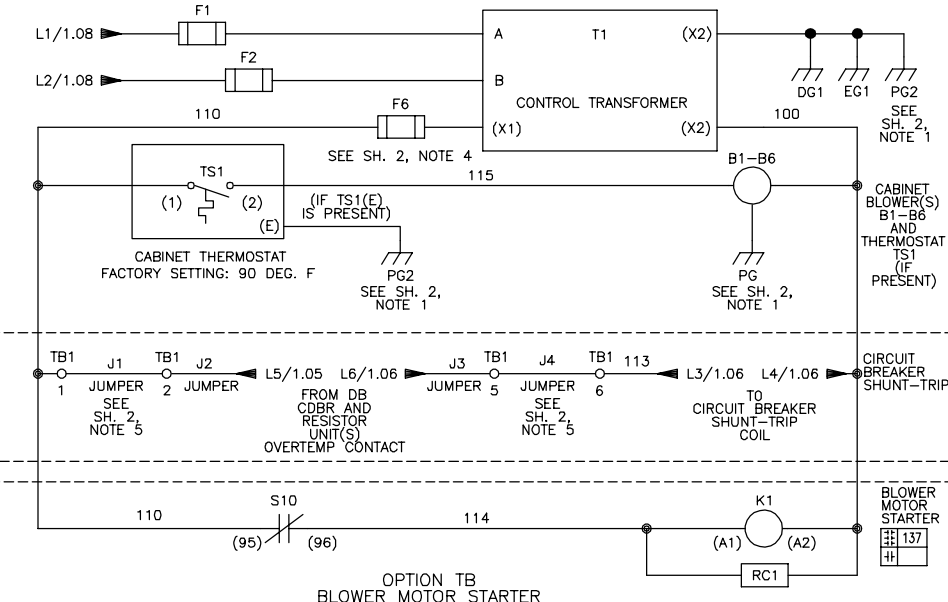 F1
L1/1.08
A
T1
(X2)
F2
L2/1.08
B
DG1
EG1
PG2
SEE
SH. 2,
NOTE 1
CONTROL TRANSFORMER
110
F6
(X1)
(X2)
100
SEE SH. 2, NOTE 4
TS1
(1)
(2)
115
B1-B6
(IF TS1(E)
IS PRESENT)
(E)
CABINET
BLOWER(S)
B1-B6
AND
THERMOSTAT
TS1
(IF
PRESENT)
CABINET THERMOSTAT
FACTORY SETTING: 90 DEG. F
PG2
SEE SH. 2,
NOTE 1
PG
SEE SH. 2,
NOTE 1
TB1
1
J1
JUMPER
SEE
SH. 2,
NOTE 5
TB1
2
J2
JUMPER
L5/1.05
L6/1.06
FROM DB
CDBR AND
RESISTOR
UNIT(S)
OVERTEMP CONTACT
J3
JUMPER
TB1
5
J4
JUMPER
SEE
SH. 2,
NOTE 5
TB1
6
113
L3/1.06
L4/1.06
TO
CIRCUIT BREAKER
SHUNT-TRIP
COIL
CIRCUIT
BREAKER
SHUNT-TRIP
110
S10
(95)
(96)
114
K1
(A1)
(A2)
RC1
BLOWER
MOTOR
STARTER
137
OPTION TB
BLOWER MOTOR STARTER